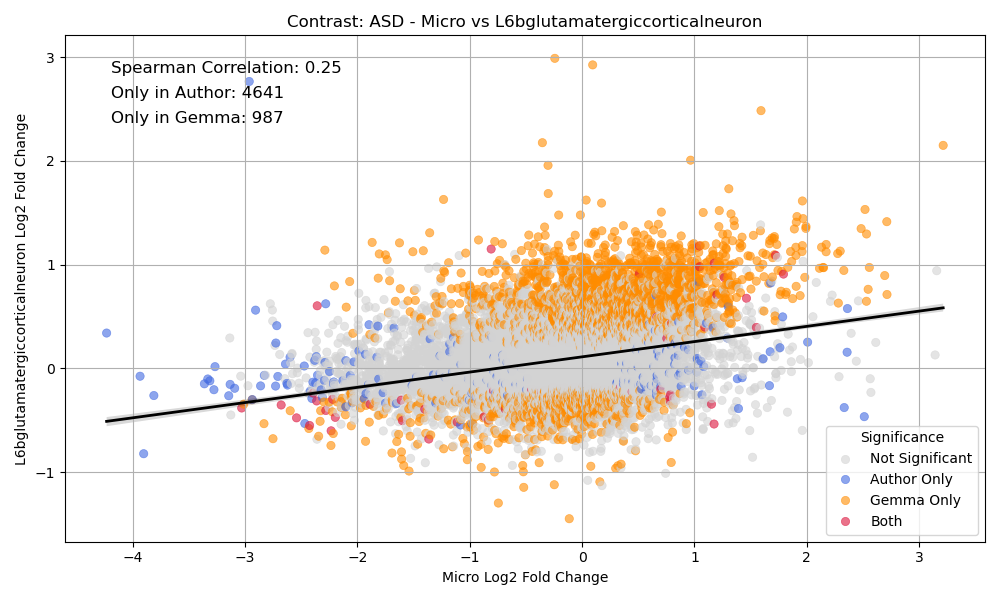 Contrast: ASD - Micro vs L6bglutamatergiccorticalneuron
Spearman Correlation: 0.25
Only in Author: 4641
Only in Gemma: 987
L6bglutamatergiccorticalneuron Log2 Fold Change
3
2
1
0
−1
Significance
Not Significant
Author Only
Gemma Only
Both
−4 −3 −2 −1 0 1 2 3
Micro Log2 Fold Change